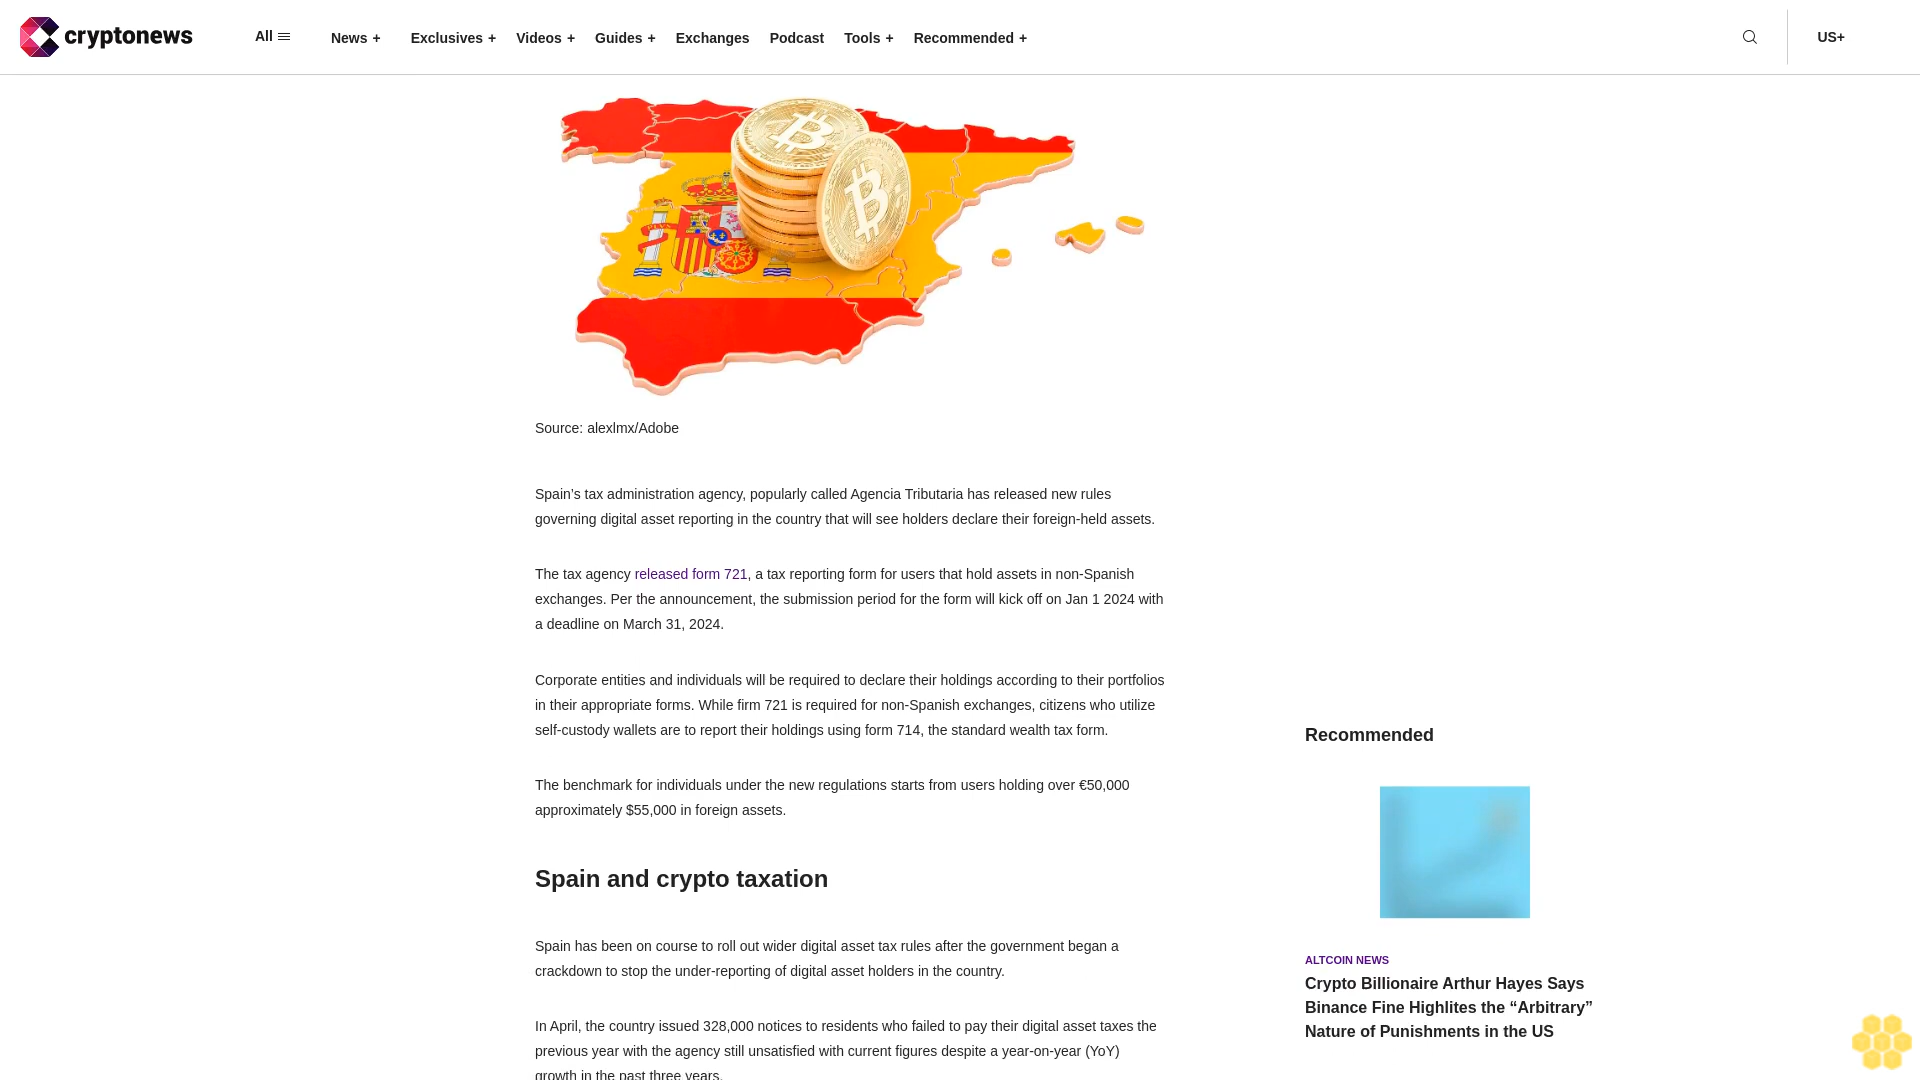 cryptonews
All
News +
Exclusives +
Videos +
Guides +
Exchanges
Podcast
Tools +
Recommended +
US+
PLVS
Source: alexlmx/Adobe
Spain’s tax administration agency, popularly called Agencia Tributaria has released new rules
governing digital asset reporting in the country that will see holders declare their foreign-held assets.
The tax agency released form 721, a tax reporting form for users that hold assets in non-Spanish
exchanges. Per the announcement, the submission period for the form will kick off on Jan 1 2024 with
a deadline on March 31, 2024.
Corporate entities and individuals will be required to declare their holdings according to their portfolios
in their appropriate forms. While firm 721 is required for non-Spanish exchanges, citizens who utilize
self-custody wallets are to report their holdings using form 714, the standard wealth tax form.
The benchmark for individuals under the new regulations starts from users holding over €50,000
approximately $55,000 in foreign assets.
Spain and crypto taxation
Spain has been on course to roll out wider digital asset tax rules after the government began a
crackdown to stop the under-reporting of digital asset holders in the country.
In April, the country issued 328,000 notices to residents who failed to pay their digital asset taxes the
previous year with the agency still unsatisfied with current figures despite a year-on-year (YoY)
growth in the past three years.
Recommended
ALTCOIN NEWS
Crypto Billionaire Arthur Hayes Says
Binance Fine Highlites the “Arbitrary”
Nature of Punishments in the US